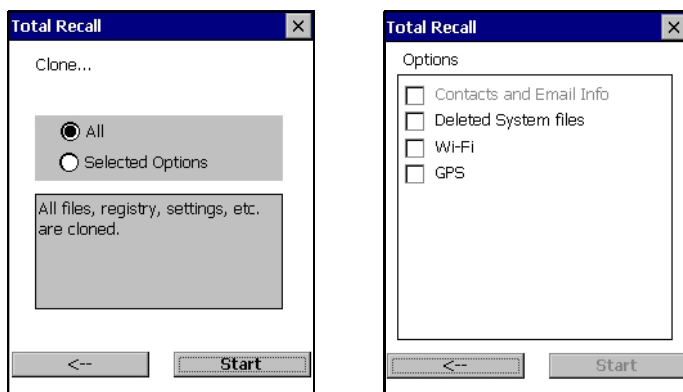 Total Recall
Clone...
All
Selected Options
All files, registry, settings, etc.
are cloned.
<--
Start
Total Recall
Options
Contacts and Email Info
Deleted System files
Wi-Fi
GPS
<--
Start